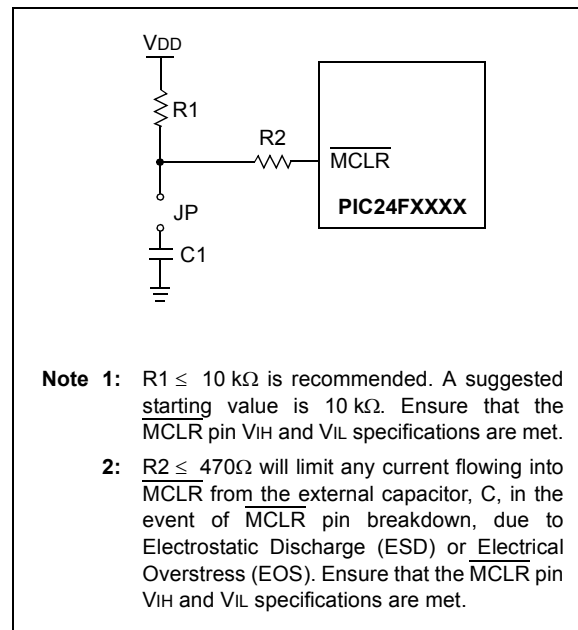 VDD
R1
R2
MCLR
JP
PIC24FXXXX
C1
Note 1: R1 ≤ 10 kΩ is recommended. A suggested
starting value is 10 kΩ. Ensure that the
MCLR pin VIH and VIL specifications are met.
2: R2 ≤ 470Ω will limit any current flowing into
MCLR from the external capacitor, C, in the
event of MCLR pin breakdown, due to
Electrostatic Discharge (ESD) or Electrical
Overstress (EOS). Ensure that the MCLR pin
VIH and VIL specifications are met.